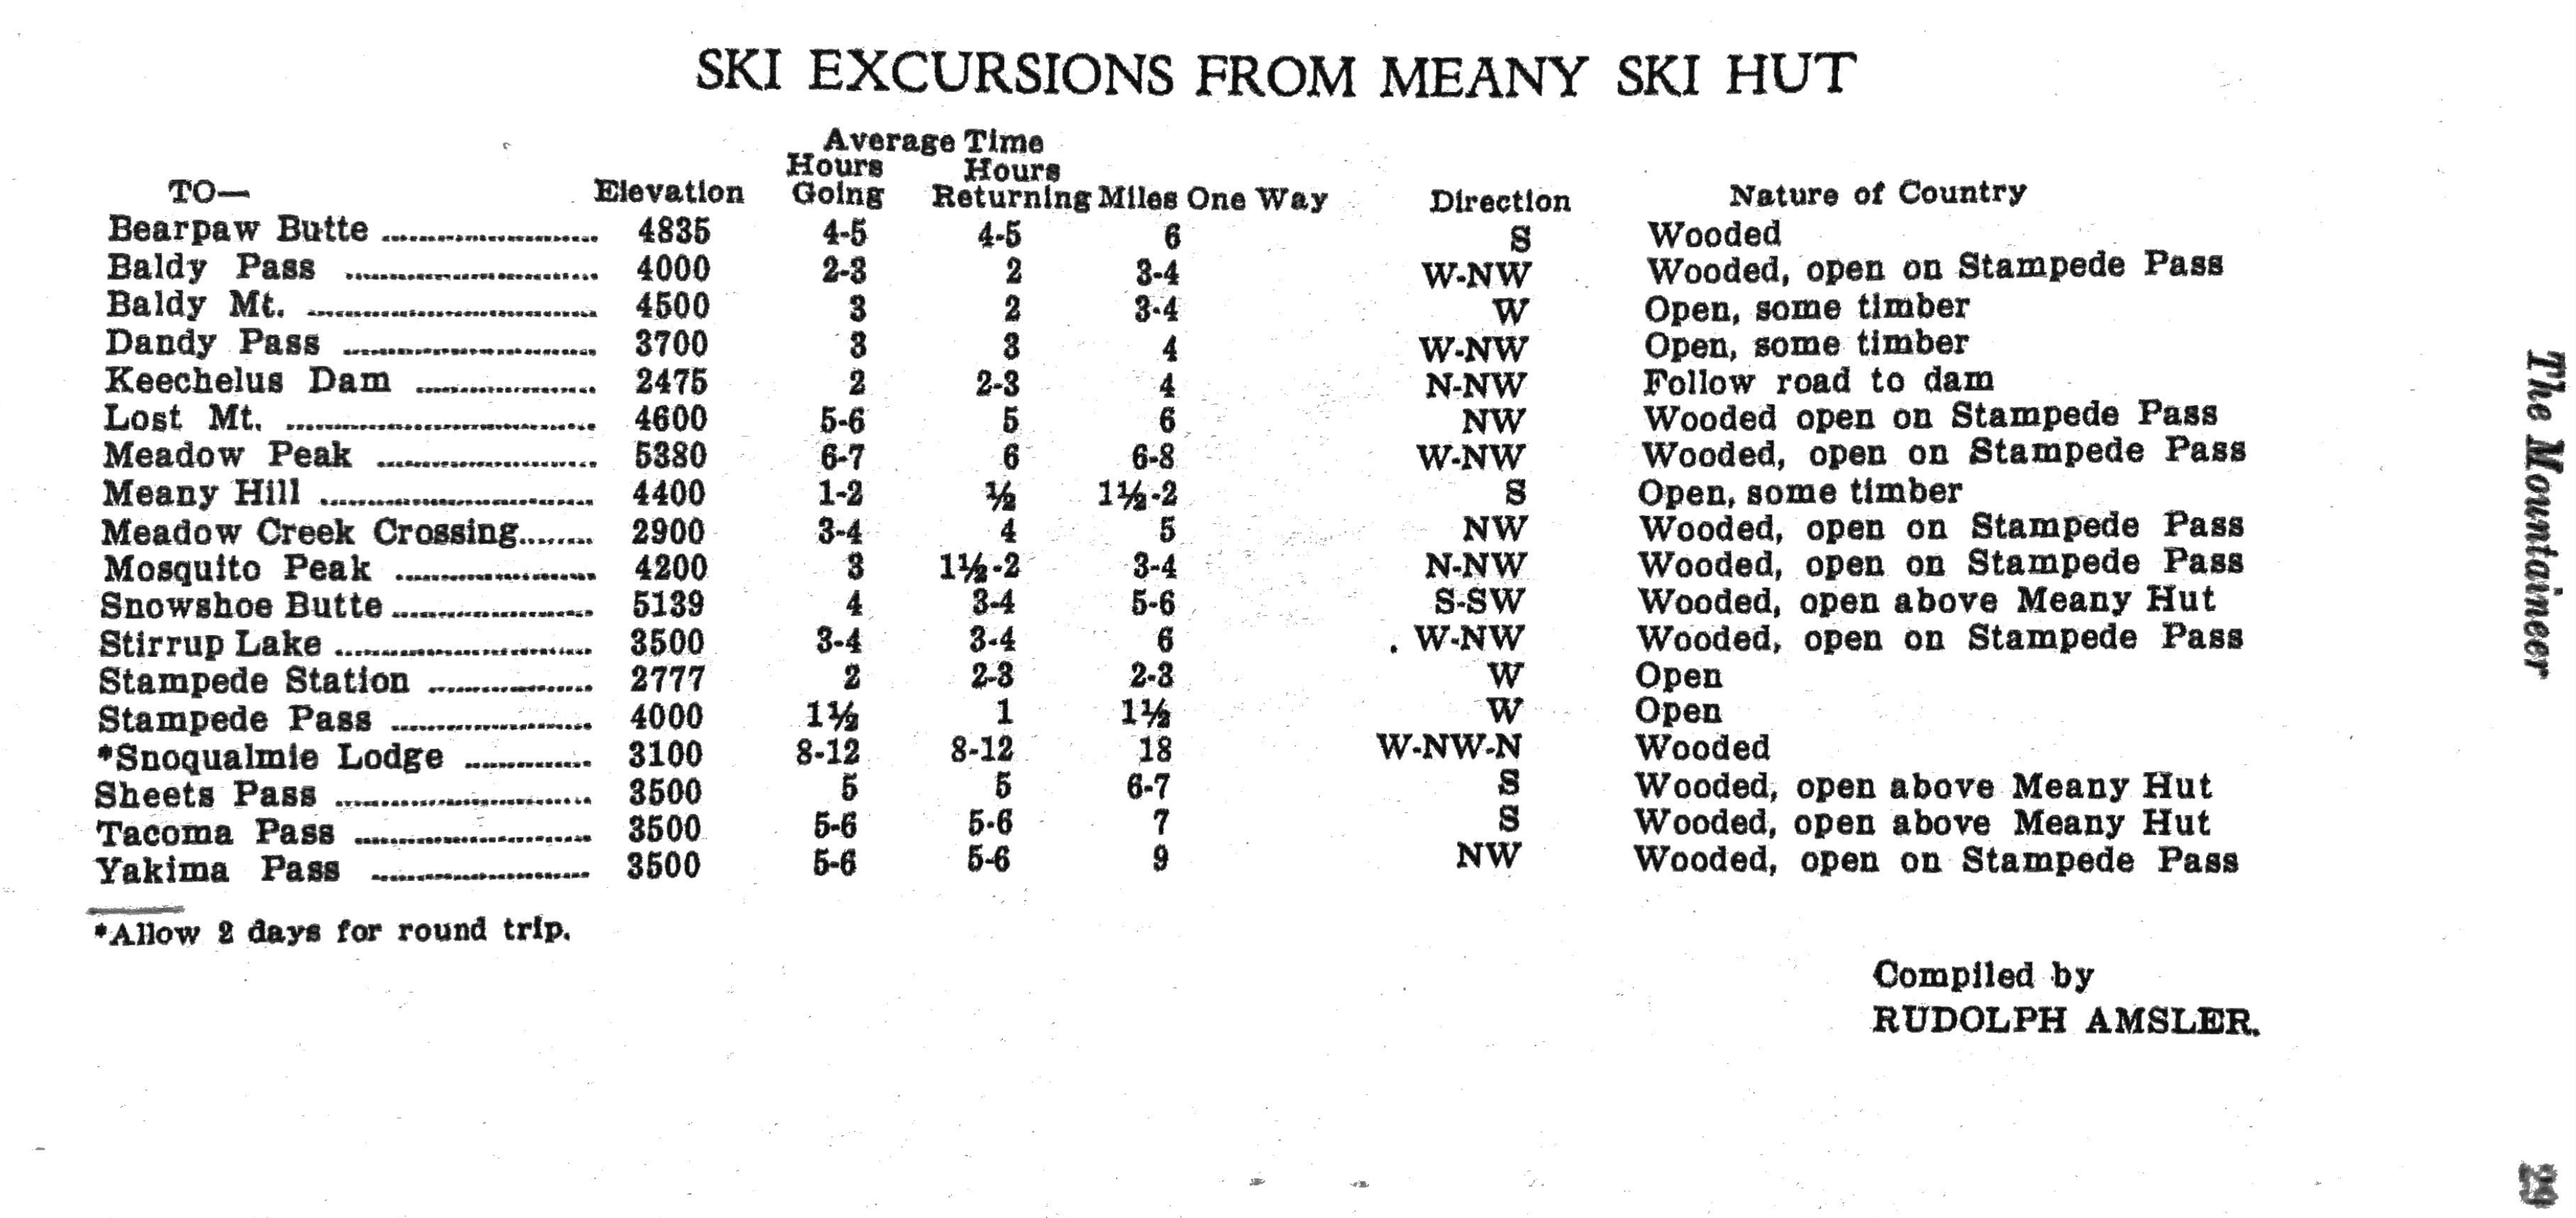 SKI EXCURSIONS FROM MEANY SKI HUT
Average Time
Hours Hours
TO— Elevation Going Returning Miles One Way Direction Nature of Country
Bearpaw Butte ........................ 4835 4-5 4-5 6 S Wooded
Baldy Pass ........................ 4000 2-3 2 3-4 W-NW Wooded, open on Stampede Pass
Baldy Mt. ........................ 4500 3 2 3-4 W Open, some timber
Dandy Pass ........................ 3700 3 3 4 W-NW Open, some timber
Keechelus Dam ........................ 2475 2 2-3 4 N-NW Follow road to dam
Lost Mt. ........................ 4600 5-6 5 6 NW Wooded open on Stampede Pass
Meadow Peak ........................ 5380 6-7 6 6-8 W-NW Wooded, open on Stampede Pass
Meany Hill ........................ 4400 1-2 ½ 1½-2 S Open, some timber
Meadow Creek Crossing........ 2900 3-4 4 5 NW Wooded, open on Stampede Pass
Mosquito Peak ........................ 4200 3 1½-2 3-4 N-NW Wooded, open on Stampede Pass
Snowshoe Butte ........................ 5139 4 3-4 5-6 S-SW Wooded, open above Meany Hut
Stirrup Lake ........................ 3500 3-4 3-4 6 W-NW Wooded, open on Stampede Pass
Stampede Station ........................ 2777 2 2-3 2-3 W Open
Stampede Pass ........................ 4000 1½ 1 1½ W Open
*Snoqualmie Lodge ................ 3100 8-12 8-12 18 W-NW-N Wooded
Sheets Pass ........................ 3500 5 5 6-7 S Wooded, open above Meany Hut
Tacoma Pass ........................ 3500 5-6 5-6 7 S Wooded, open above Meany Hut
Yakima Pass ........................ 3500 5-6 5-6 9 NW Wooded, open on Stampede Pass
*Allow 2 days for round trip.
Compiled by
RUDOLPH AMSLER.
The Mountaineer